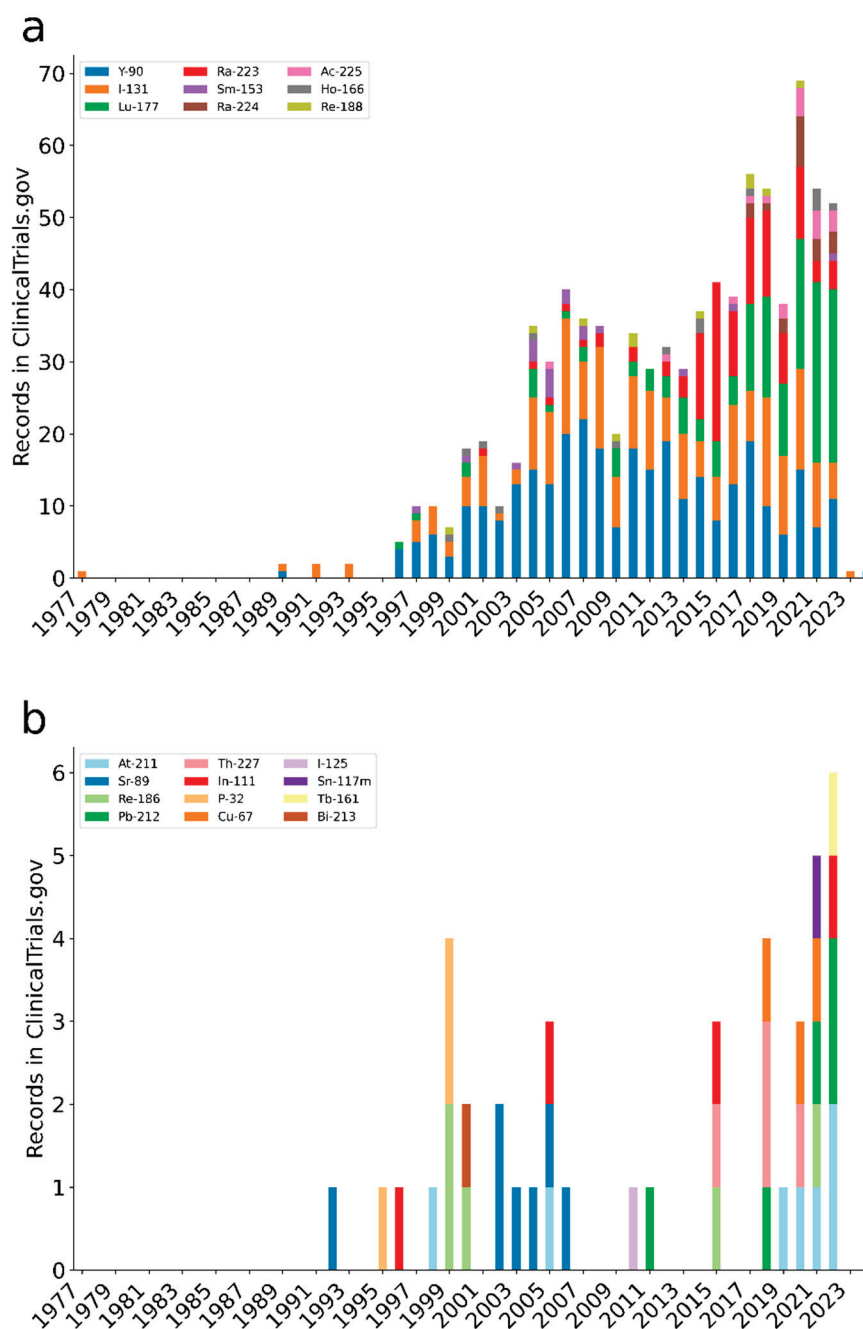 a
Y-90 Ra-223 Ac-225
I-131 Sm-153 Ho-166
Lu-177 Ra-224 Re-188
Records in ClinicalTrials.gov
70
60
50
40
30
20
10
0
1977 1979 1981 1983 1985 1987 1989 1991 1993 1995 1997 1999 2001 2003 2005 2007 2009 2011 2013 2015 2017 2019 2021 2023
b
At-211 Th-227 I-125
Sr-89 In-111 Sn-117m
Re-186 P-32 Tb-161
Pb-212 Cu-67 Bi-213
Records in ClinicalTrials.gov
6
5
4
3
2
1
0
1977 1979 1981 1983 1985 1987 1989 1991 1993 1995 1997 1999 2001 2003 2005 2007 2009 2011 2013 2015 2017 2019 2021 2023